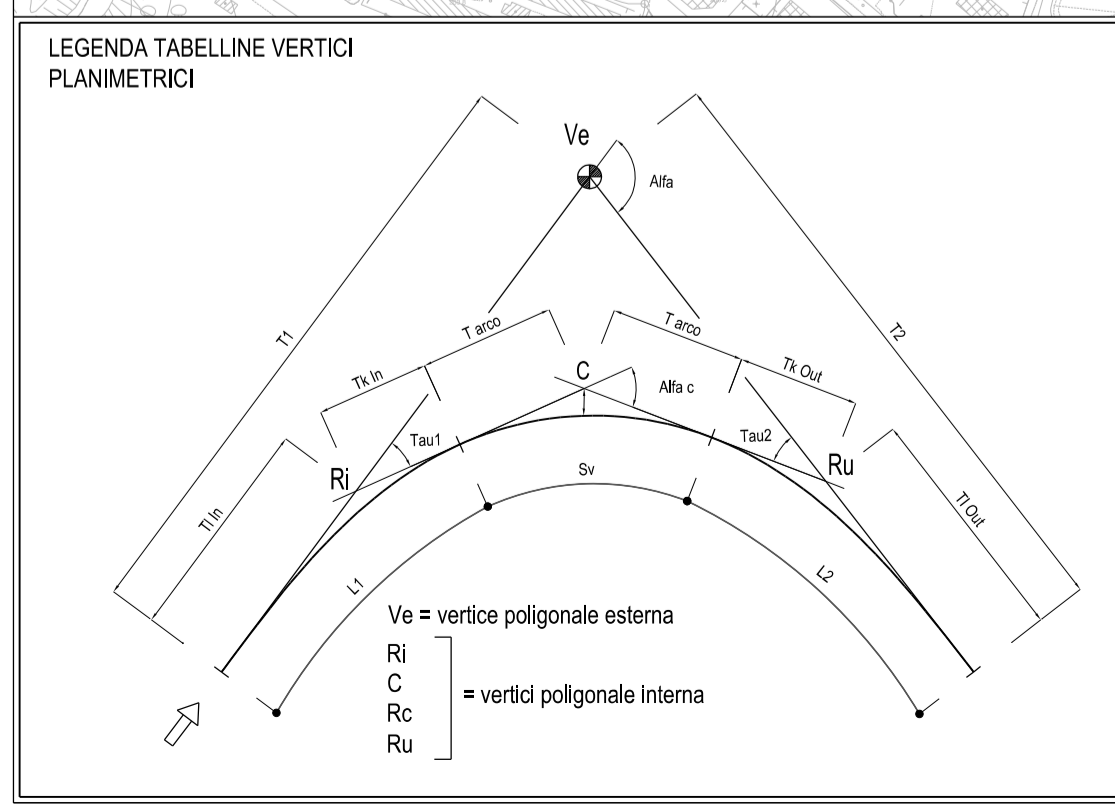 LEGENDA TABELLINE VERTICI
PLANIMETRICI
Ve
Alfa
T1
T2
T arco
T arco
Tk In
Tk Out
C
Alfa c
Tau1
Tau2
Ri
Ru
Sv
Tl In
Tl Out
L1
L2
Ve = vertice poligonale esterna
Ri
C
= vertici poligonale interna
Rc
Ru